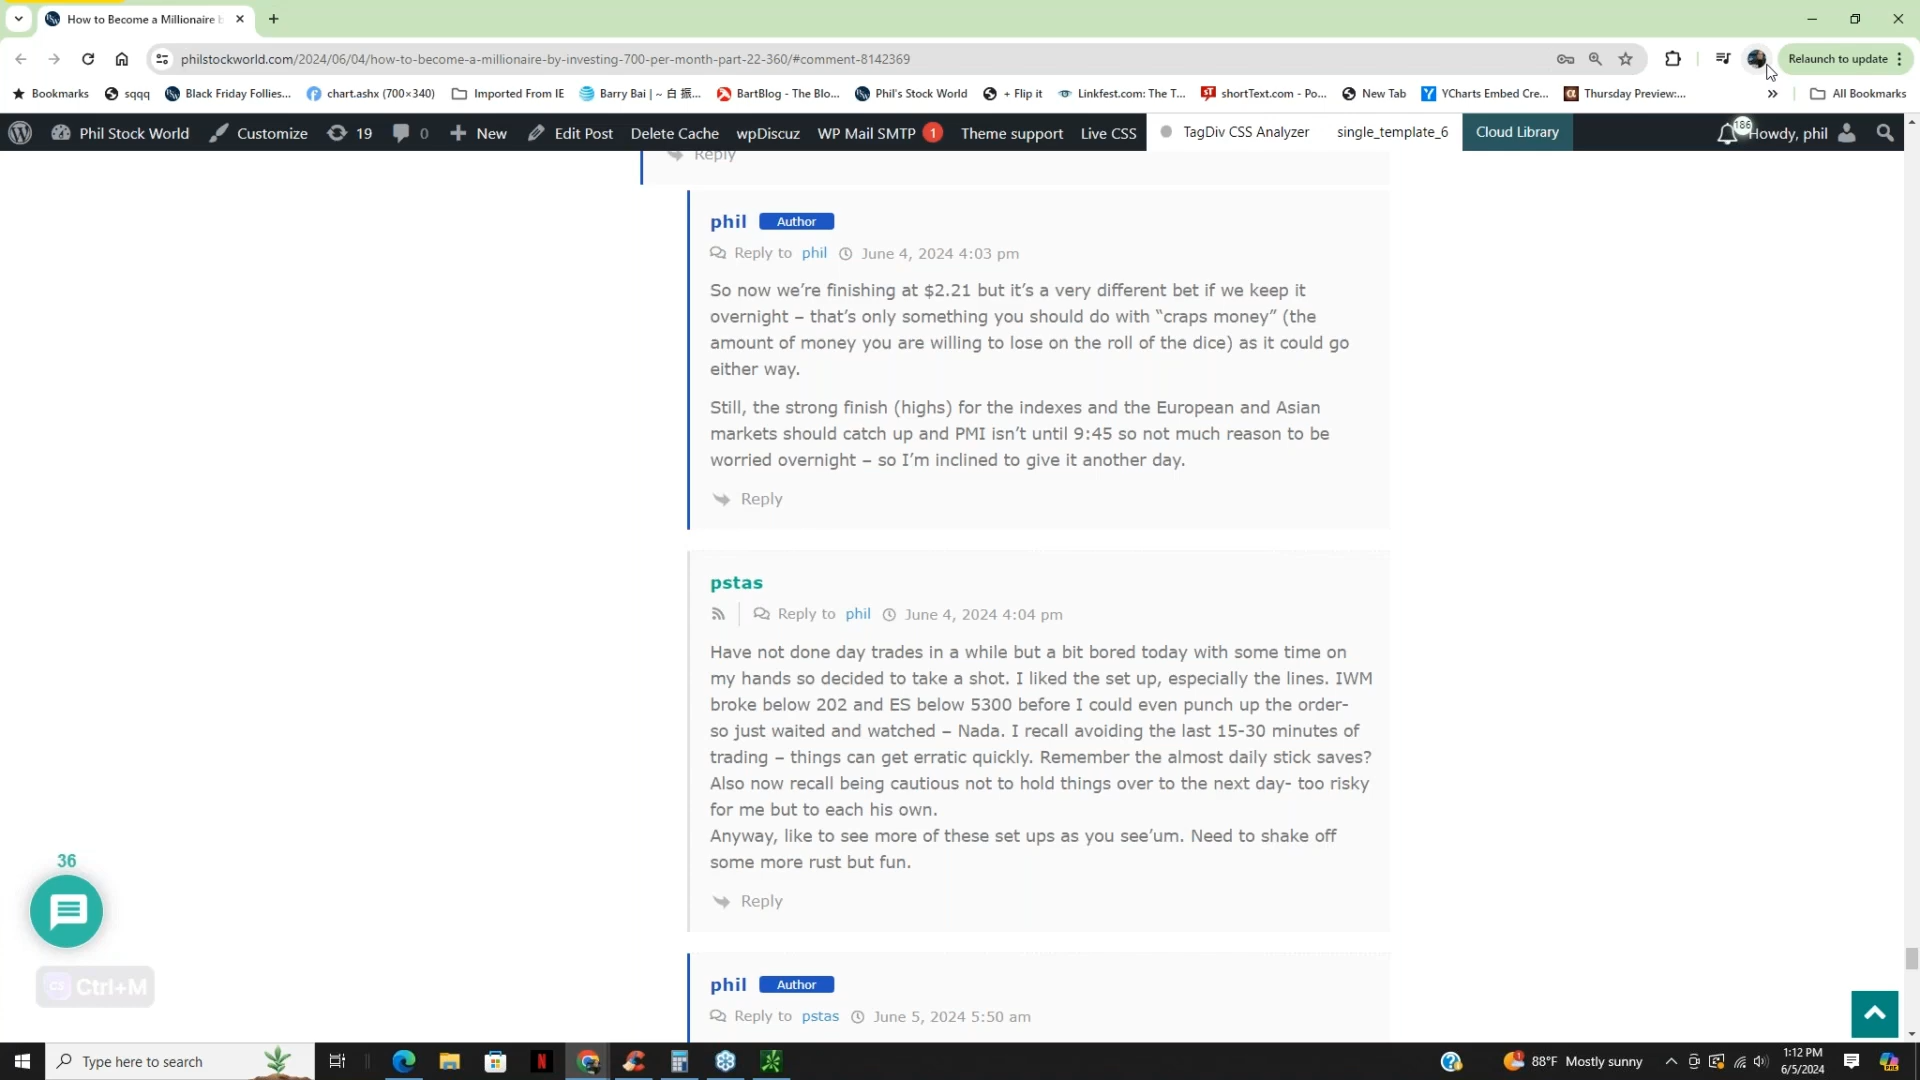 How to Become a Millionaire b
philstockworld.com/2024/06/04/how-to-become-a-millionaire-by-investing-700-per-month-part-22-360/#comment-8142369
Relaunch to update
Bookmarks
sqqq
Black Friday Follies...
chart.ashx (700×340)
Imported From IE
Barry Bai | ~ 白 振...
BartBlog - The Blo...
Phil's Stock World
+ Flip it
Linkfest.com: The T...
shortText.com - Po...
New Tab
YCharts Embed Cre...
Thursday Preview:...
All Bookmarks
Phil Stock World
Customize
19
0
New
Edit Post
Delete Cache
wpDiscuz
WP Mail SMTP 1
Theme support
Live CSS
TagDiv CSS Analyzer
single_template_6
Cloud Library
186
Howdy, phil
Reply
phil Author
Reply to phil June 4, 2024 4:03 pm
So now we’re finishing at $2.21 but it’s a very different bet if we keep it
overnight – that’s only something you should do with “craps money” (the
amount of money you are willing to lose on the roll of the dice) as it could go
either way.
Still, the strong finish (highs) for the indexes and the European and Asian
markets should catch up and PMI isn’t until 9:45 so not much reason to be
worried overnight – so I’m inclined to give it another day.
Reply
pstas
Reply to phil June 4, 2024 4:04 pm
Have not done day trades in a while but a bit bored today with some time on
my hands so decided to take a shot. I liked the set up, especially the lines. IWM
broke below 202 and ES below 5300 before I could even punch up the order-
so just waited and watched – Nada. I recall avoiding the last 15-30 minutes of
trading – things can get erratic quickly. Remember the almost daily stick saves?
Also now recall being cautious not to hold things over to the next day- too risky
for me but to each his own.
Anyway, like to see more of these set ups as you see’um. Need to shake off
some more rust but fun.
Reply
36
Ctrl+M
phil Author
Reply to pstas June 5, 2024 5:50 am
Type here to search
88°F Mostly sunny
1:12 PM
6/5/2024